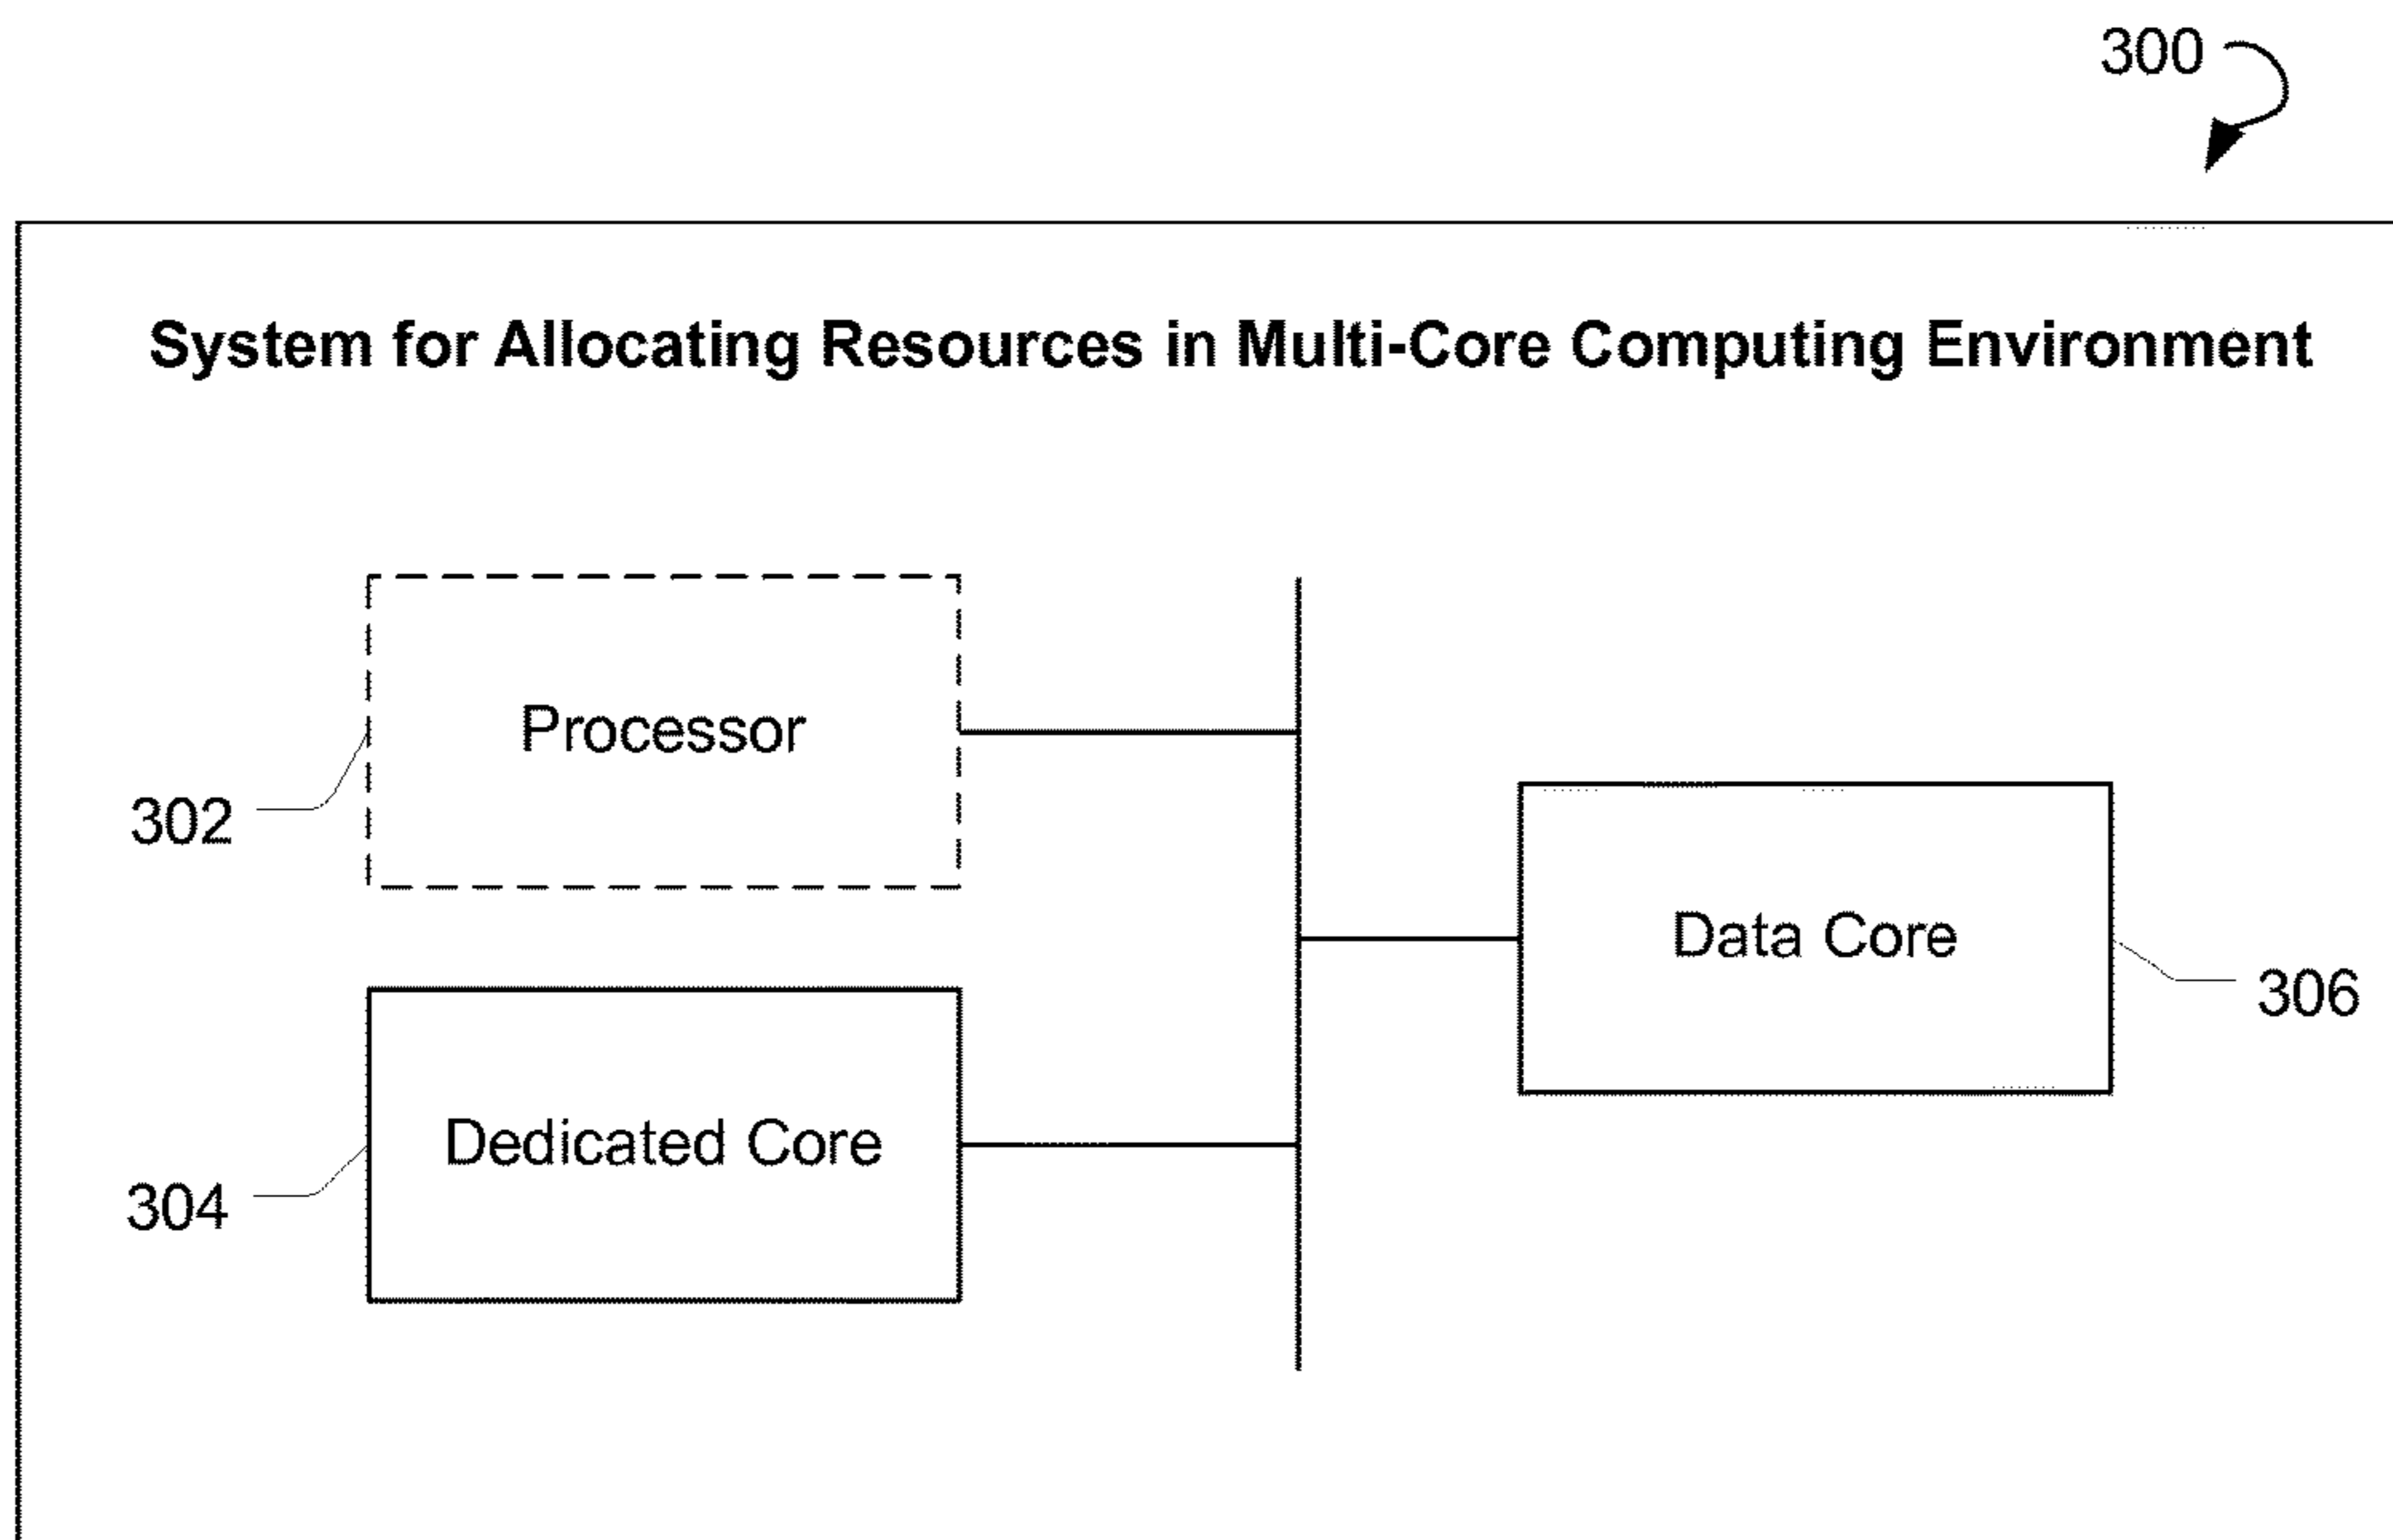 300
System for Allocating Resources in Multi-Core Computing Environment
Processor
302
Data Core
306
Dedicated Core
304